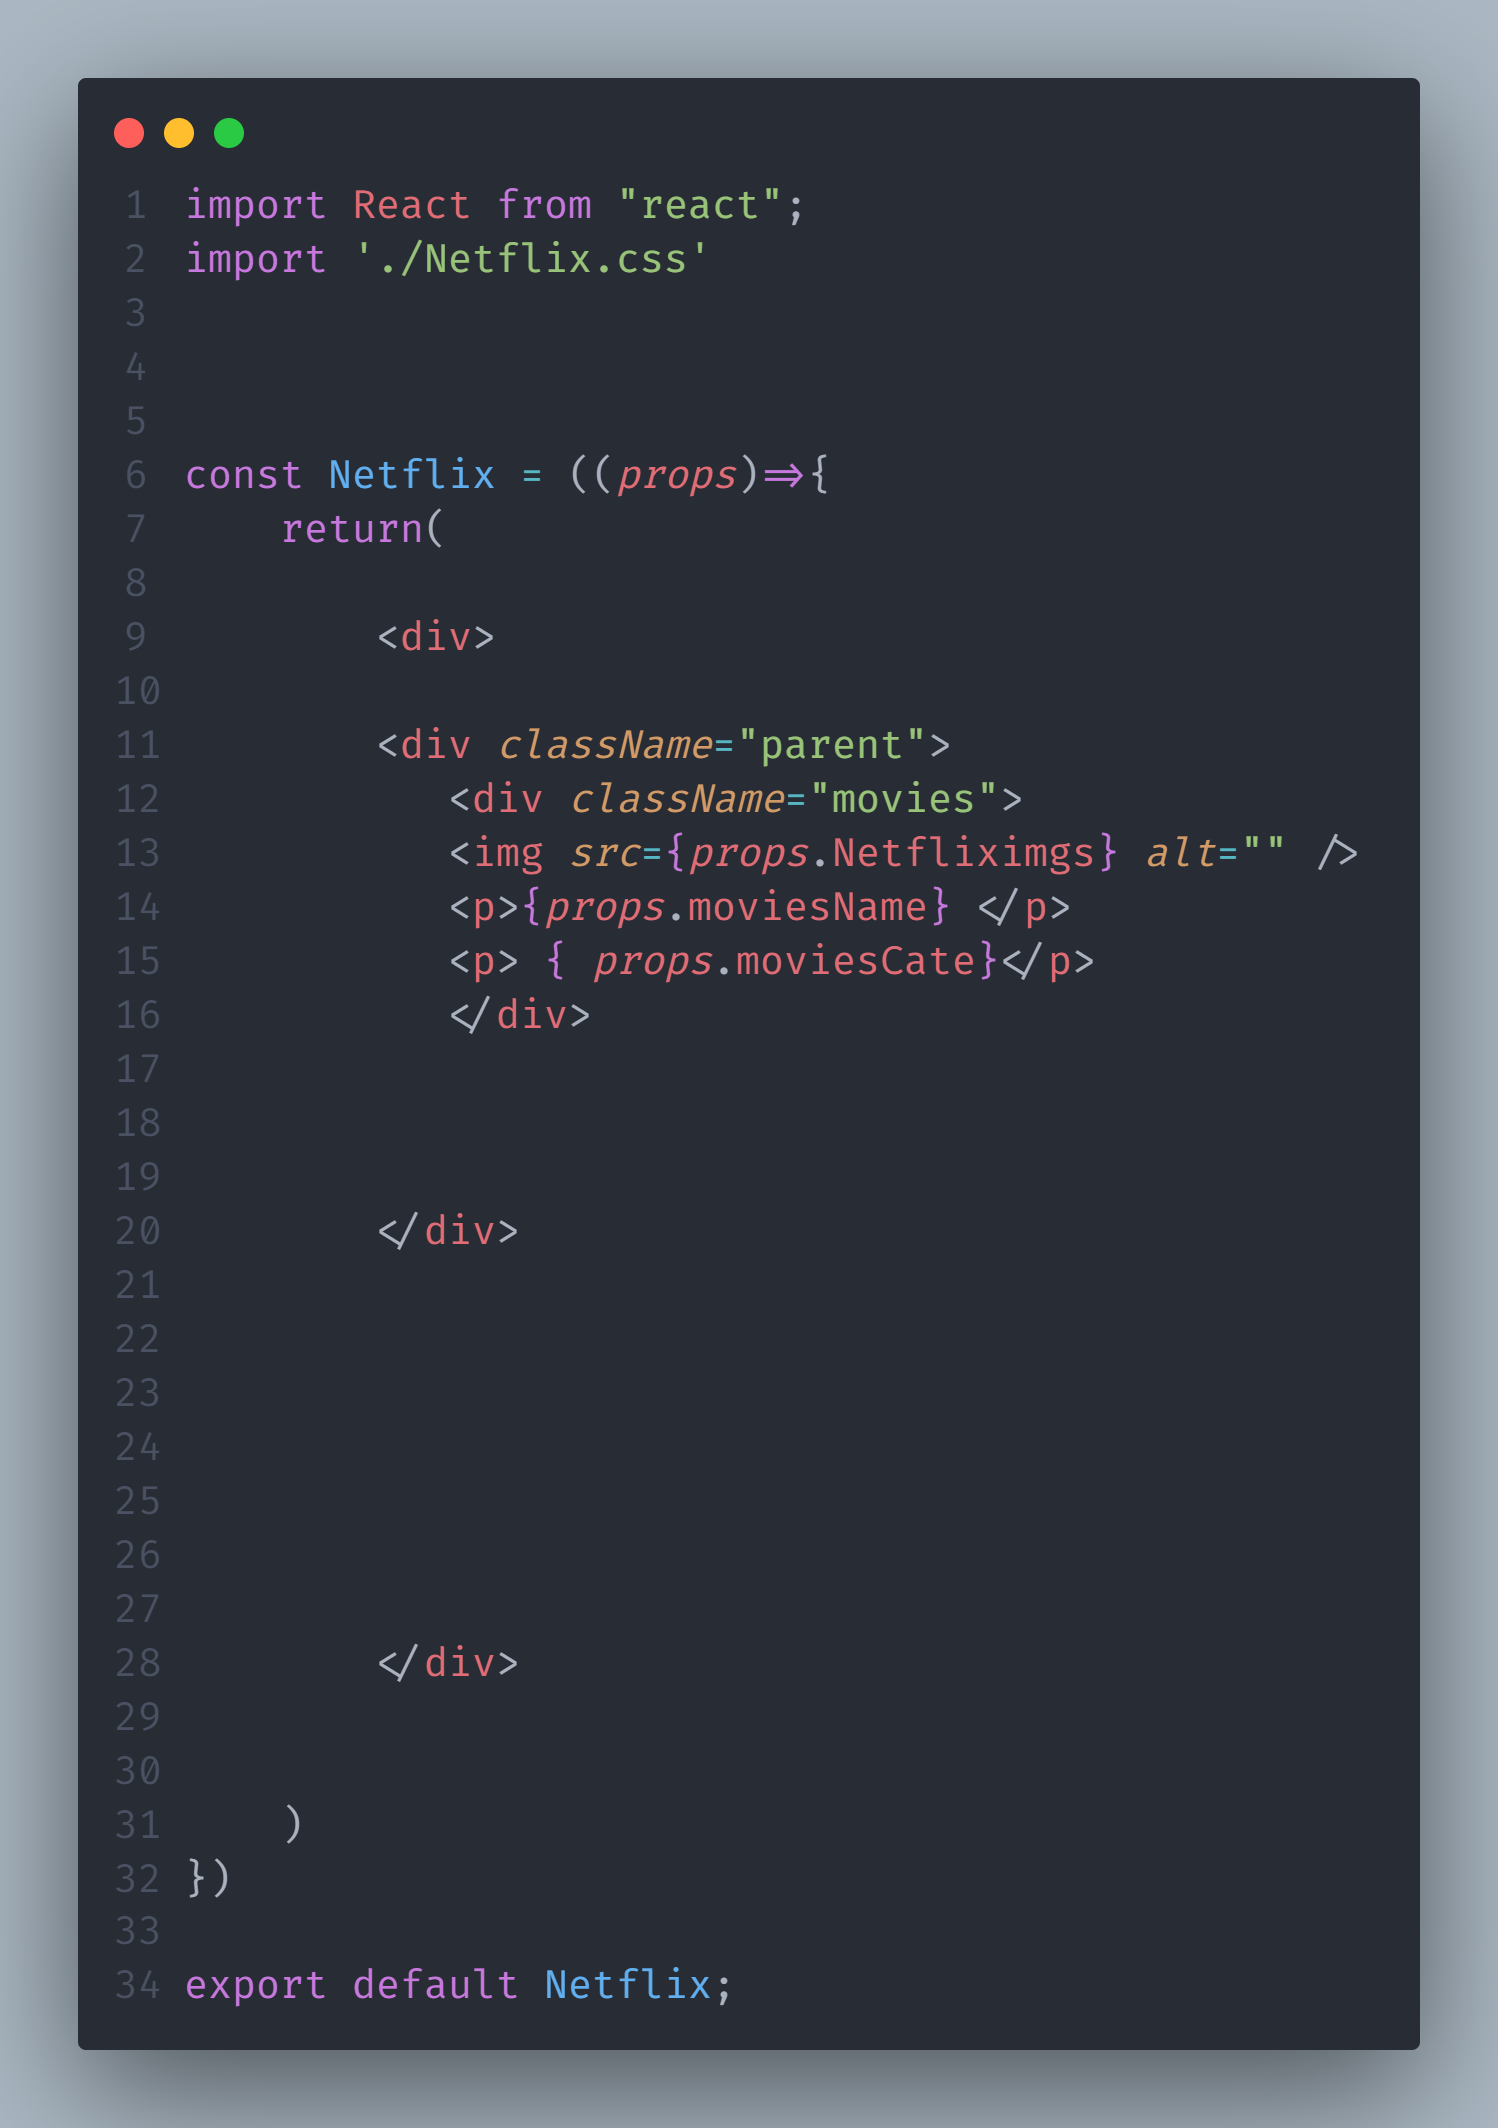 1 import React from "react";
2 import './Netflix.css'
3
4
5
6 const Netflix = ((props)=>{
7     return(
8
9         <div>
10
11         <div className="parent">
12            <div className="movies">
13            <img src={props.Netfliximgs} alt="" />
14            <p>{props.moviesName} </p>
15            <p> { props.moviesCate}</p>
16            </div>
17
18
19
20         </div>
21
22
23
24
25
26
27
28         </div>
29
30
31     )
32 })
33
34 export default Netflix;